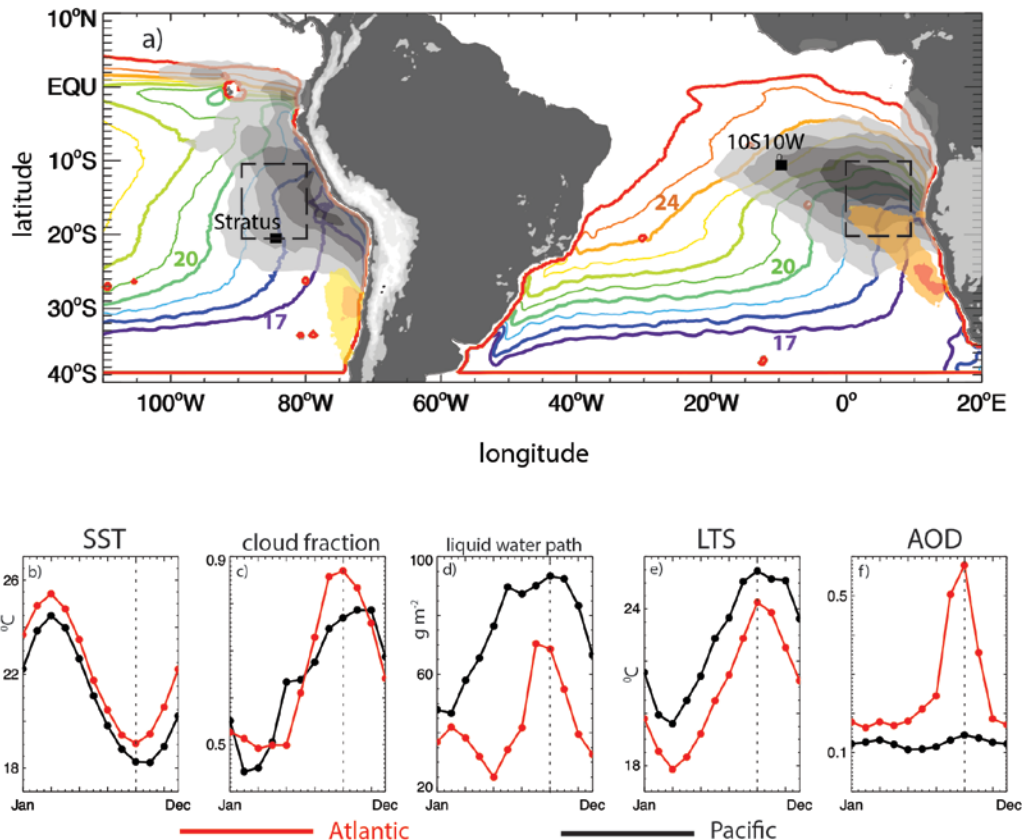 10°N
a)
EQU
10°S
10S10W
24
Stratus
20°S
20
20
30°S
17
17
40°S
latitude
100°W
80°W
60°W
40°W
20°W
0°
20°E
longitude
SST
cloud fraction
liquid water path
LTS
AOD
b)
26
°C
22
18
Jan
Dec
c)
0.9
0.5
Jan
Dec
d)
100
g m-2
60
20
Jan
Dec
e)
24
°C
18
Jan
Dec
f)
0.5
0.1
Jan
Dec
Atlantic
Pacific